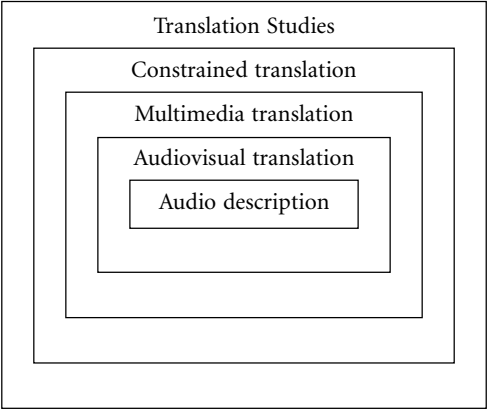 Translation Studies
Constrained translation
Multimedia translation
Audiovisual translation
Audio description